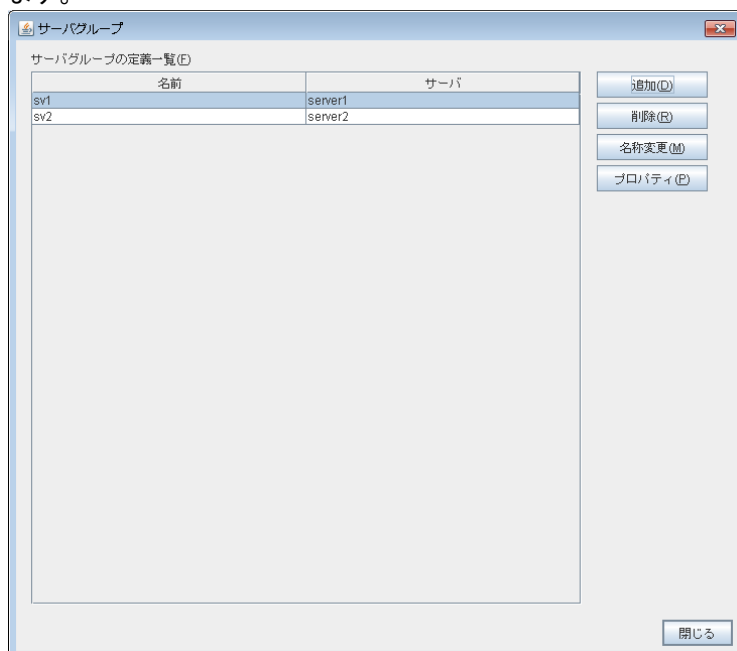 ます。
サーバグループ
サーバグループの定義一覧(F)
名前 サーバ
sv1 server1
sv2 server2
追加(D)
削除(R)
名称変更(M)
プロパティ(P)
閉じる